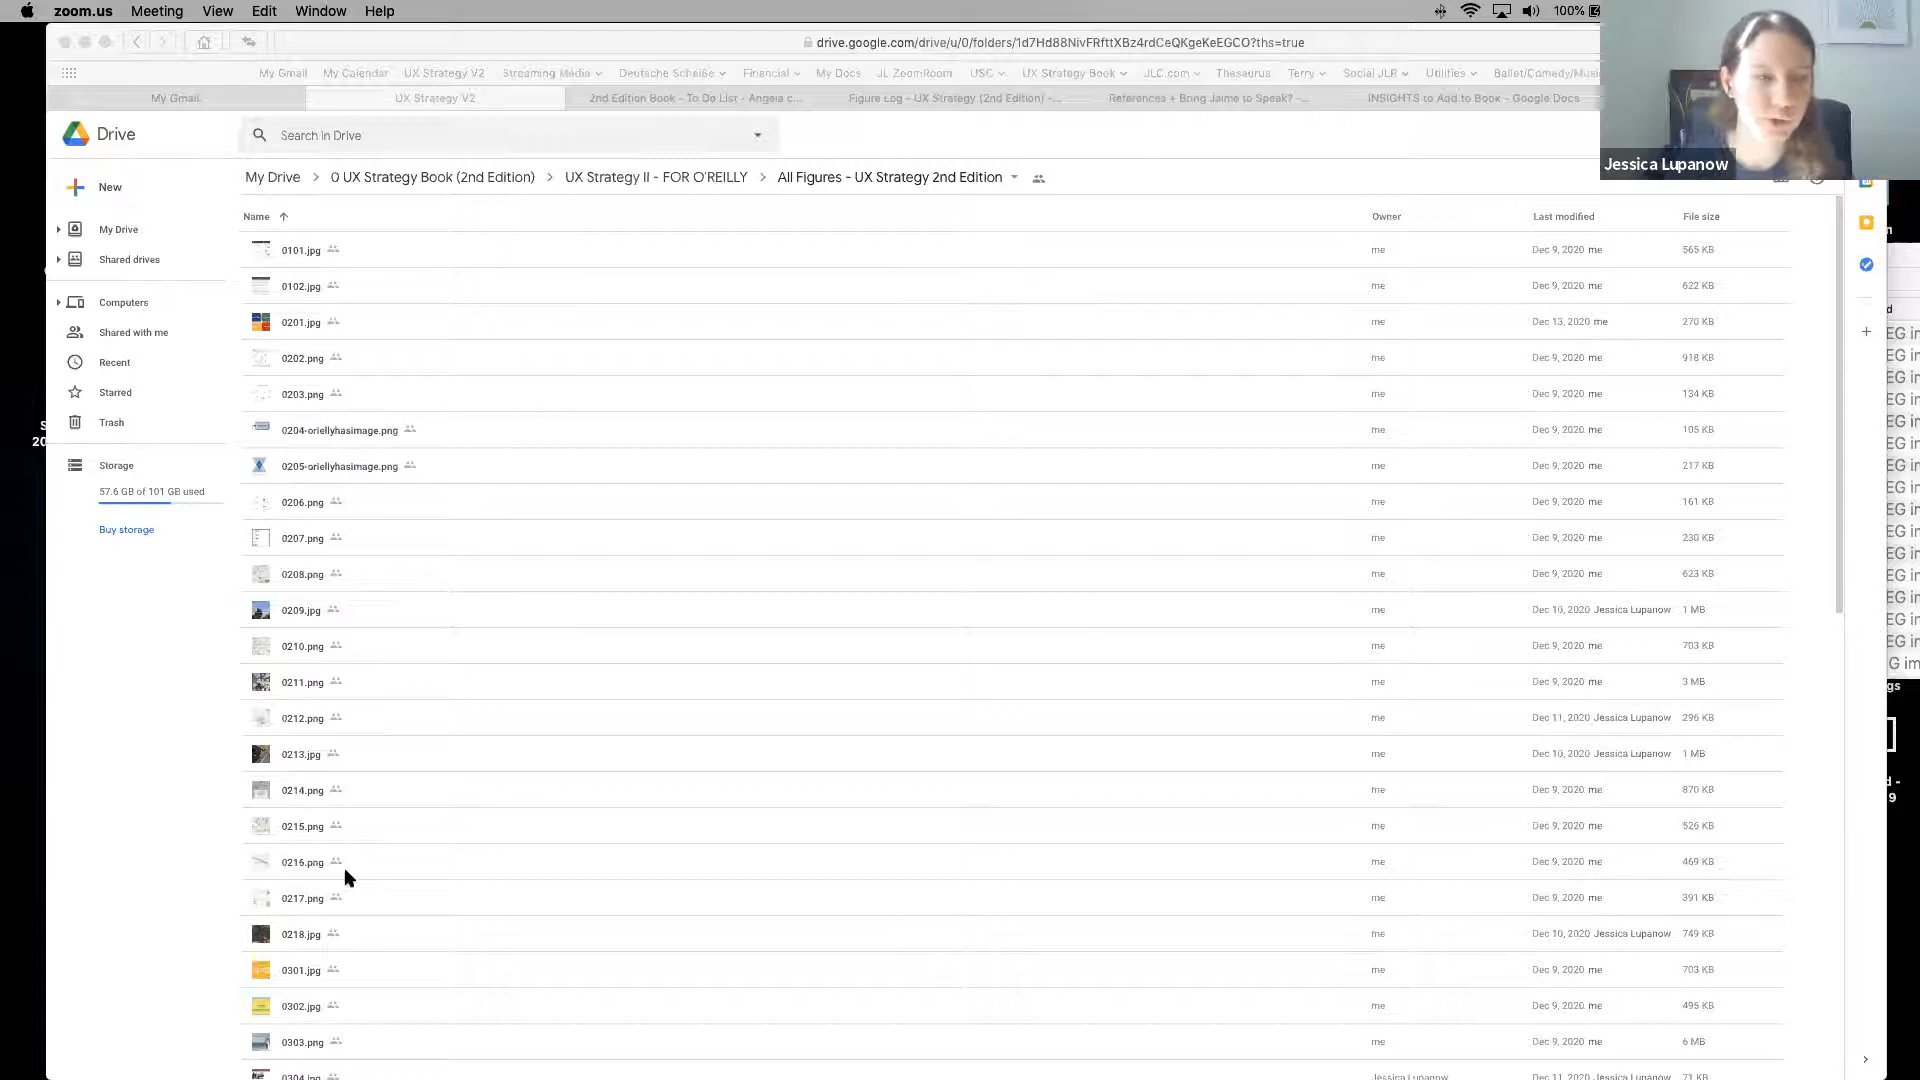 zoom.us Meeting View Edit Window Help 100%
drive.google.com/drive/u/0/folders/1d7Hd88NivFRfttXBz4rdCeQKgeKeEGCO?ths=true
My Gmail My Calendar UX Strategy V2 Streaming Media Deutsche Scheiße Financial My Docs JL ZoomRoom USC UX Strategy Book JLC.com Thesaurus Terry Social JLR Utilities Ballet/Comedy/Music
My Gmail UX Strategy V2 2nd Edition Book - To Do List - Angela c... Figure Log - UX Strategy (2nd Edition) -... References + Bring Jaime to Speak? -... INSIGHTS to Add to Book - Google Docs
Jessica Lupanow
Drive
Search in Drive
New
My Drive
Shared drives
Computers
Shared with me
Recent
Starred
Trash
Storage
57.6 GB of 101 GB used
Buy storage
My Drive > 0 UX Strategy Book (2nd Edition) > UX Strategy II - FOR O'REILLY > All Figures - UX Strategy 2nd Edition
Name Owner Last modified File size
0101.jpg me Dec 9, 2020 me 565 KB
0102.jpg me Dec 9, 2020 me 622 KB
0201.jpg me Dec 13, 2020 me 270 KB
0202.png me Dec 9, 2020 me 918 KB
0203.png me Dec 9, 2020 me 134 KB
0204-oriellyhasimage.png me Dec 9, 2020 me 105 KB
0205-oriellyhasimage.png me Dec 9, 2020 me 217 KB
0206.png me Dec 9, 2020 me 161 KB
0207.png me Dec 9, 2020 me 230 KB
0208.png me Dec 9, 2020 me 623 KB
0209.jpg me Dec 10, 2020 Jessica Lupanow 1 MB
0210.png me Dec 9, 2020 me 703 KB
0211.png me Dec 9, 2020 me 3 MB
0212.png me Dec 11, 2020 Jessica Lupanow 296 KB
0213.jpg me Dec 10, 2020 Jessica Lupanow 1 MB
0214.png me Dec 9, 2020 me 870 KB
0215.png me Dec 9, 2020 me 526 KB
0216.png me Dec 9, 2020 me 469 KB
0217.png me Dec 9, 2020 me 391 KB
0218.jpg me Dec 10, 2020 Jessica Lupanow 749 KB
0301.jpg me Dec 9, 2020 me 703 KB
0302.jpg me Dec 9, 2020 me 495 KB
0303.png me Dec 9, 2020 me 6 MB
0304.jpg Jessica Lupanow Dec 11, 2020 Jessica Lupanow 71 KB